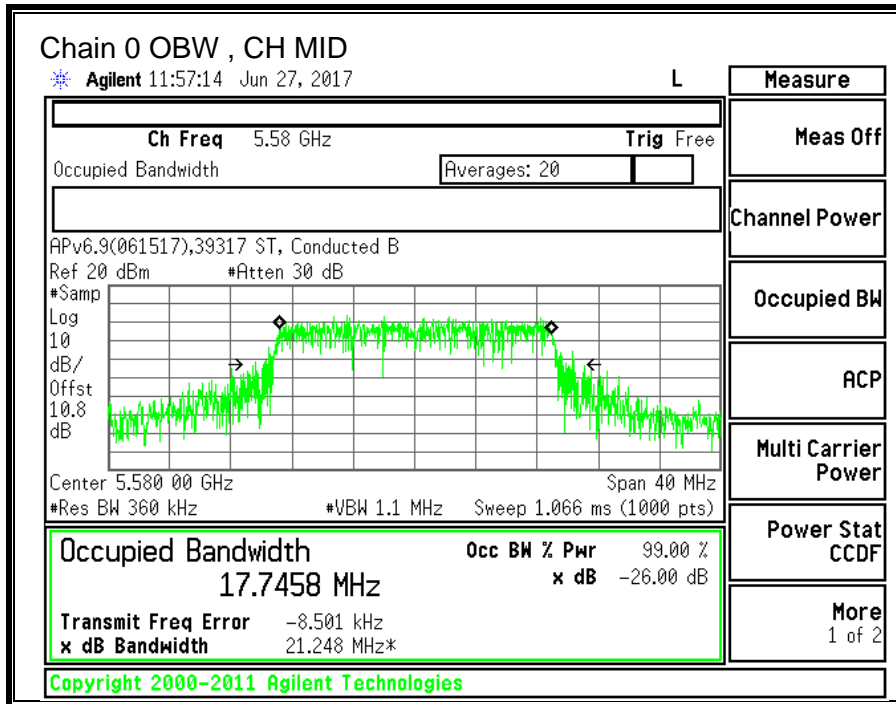 Chain 0 OBW , CH MID
Agilent 11:57:14 Jun 27, 2017 L
Measure
Ch Freq 5.58 GHz Trig Free
Meas Off
Occupied Bandwidth Averages: 20
Channel Power
APv6.9(061517),39317 ST, Conducted B
Ref 20 dBm #Atten 30 dB
#Samp
Log
10
dB/
Offst
10.8
dB
Occupied BW
ACP
Multi Carrier
Power
Center 5.580 00 GHz Span 40 MHz
#Res BW 360 kHz #VBW 1.1 MHz Sweep 1.066 ms (1000 pts)
Power Stat
CCDF
Occupied Bandwidth Occ BW % Pwr 99.00 %
17.7458 MHz x dB -26.00 dB
Transmit Freq Error -8.501 kHz
x dB Bandwidth 21.248 MHz*
More
1 of 2
Copyright 2000-2011 Agilent Technologies